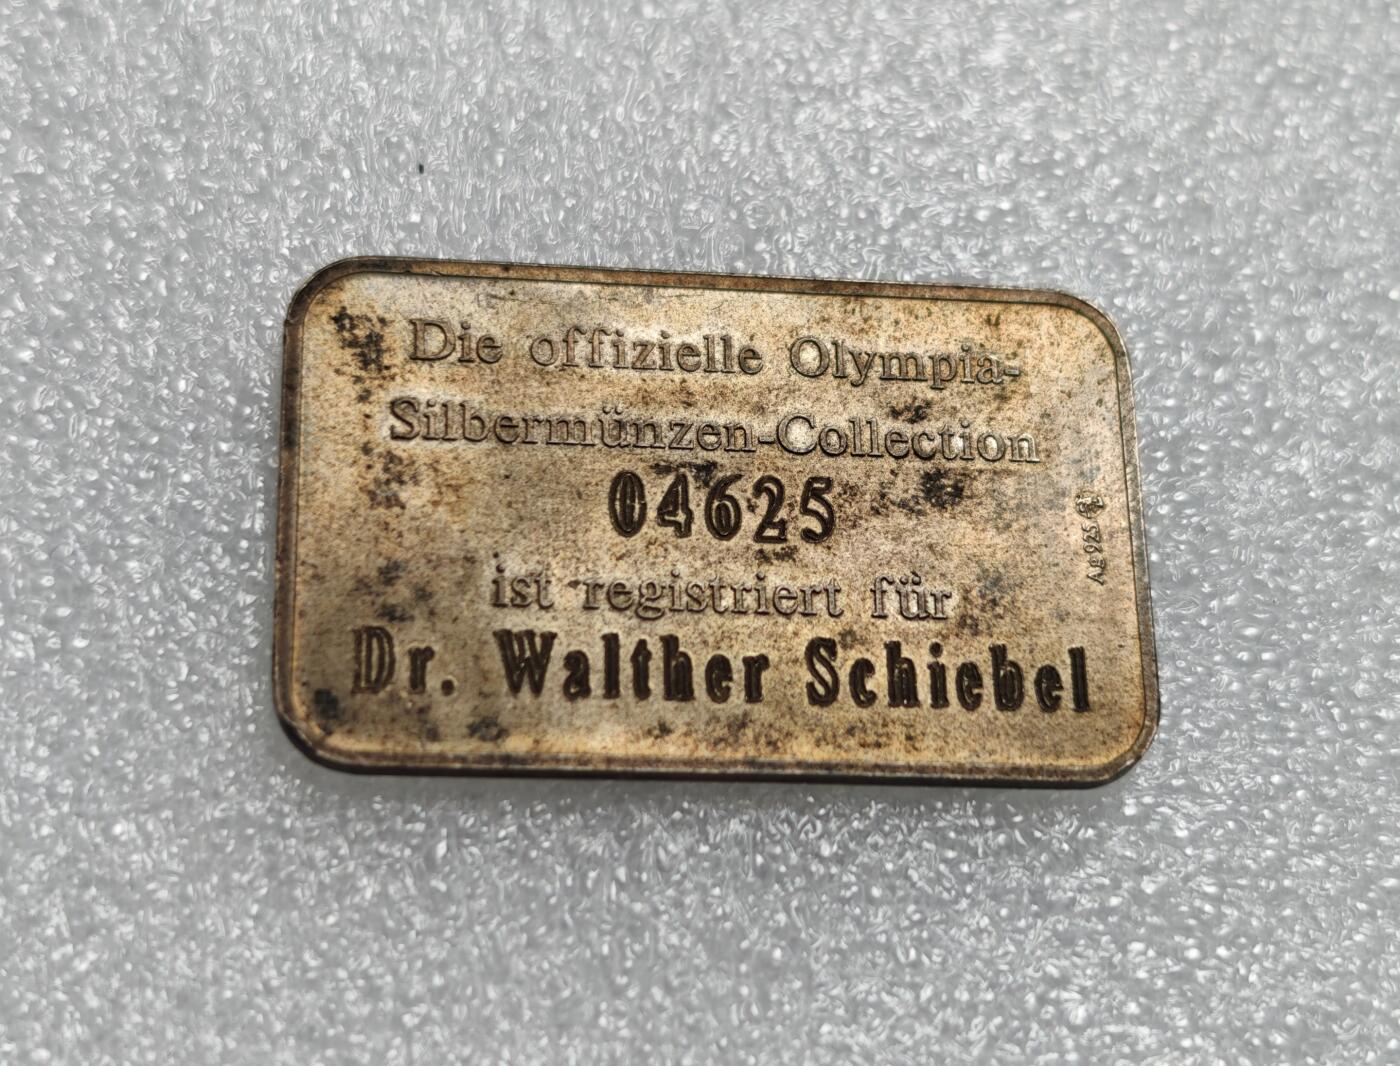 Die offizielle Olympia-
Silbermünzen-Collection
04625
ist registriert für
Dr. Walther Schiebel
Ag 925